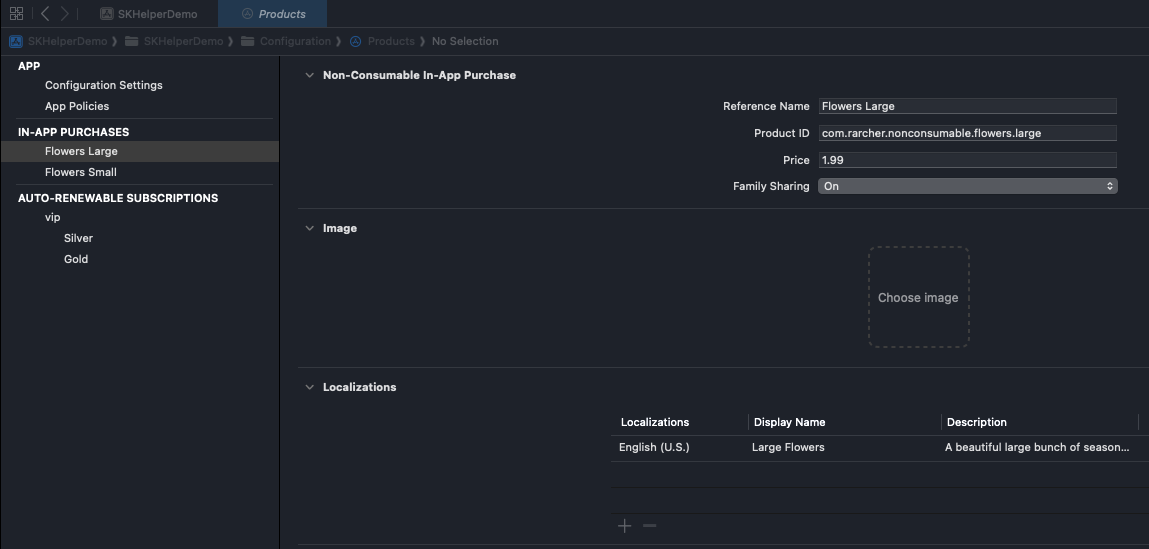 SKHelperDemo
Products
SKHelperDemo SKHelperDemo Configuration Products No Selection
APP
Configuration Settings
App Policies
IN-APP PURCHASES
Flowers Large
Flowers Small
AUTO-RENEWABLE SUBSCRIPTIONS
vip
Silver
Gold
Non-Consumable In-App Purchase
Reference Name Flowers Large
Product ID com.rarcher.nonconsumable.flowers.large
Price 1.99
Family Sharing On
Image
Choose image
Localizations
Localizations Display Name Description
English (U.S.) Large Flowers A beautiful large bunch of season...